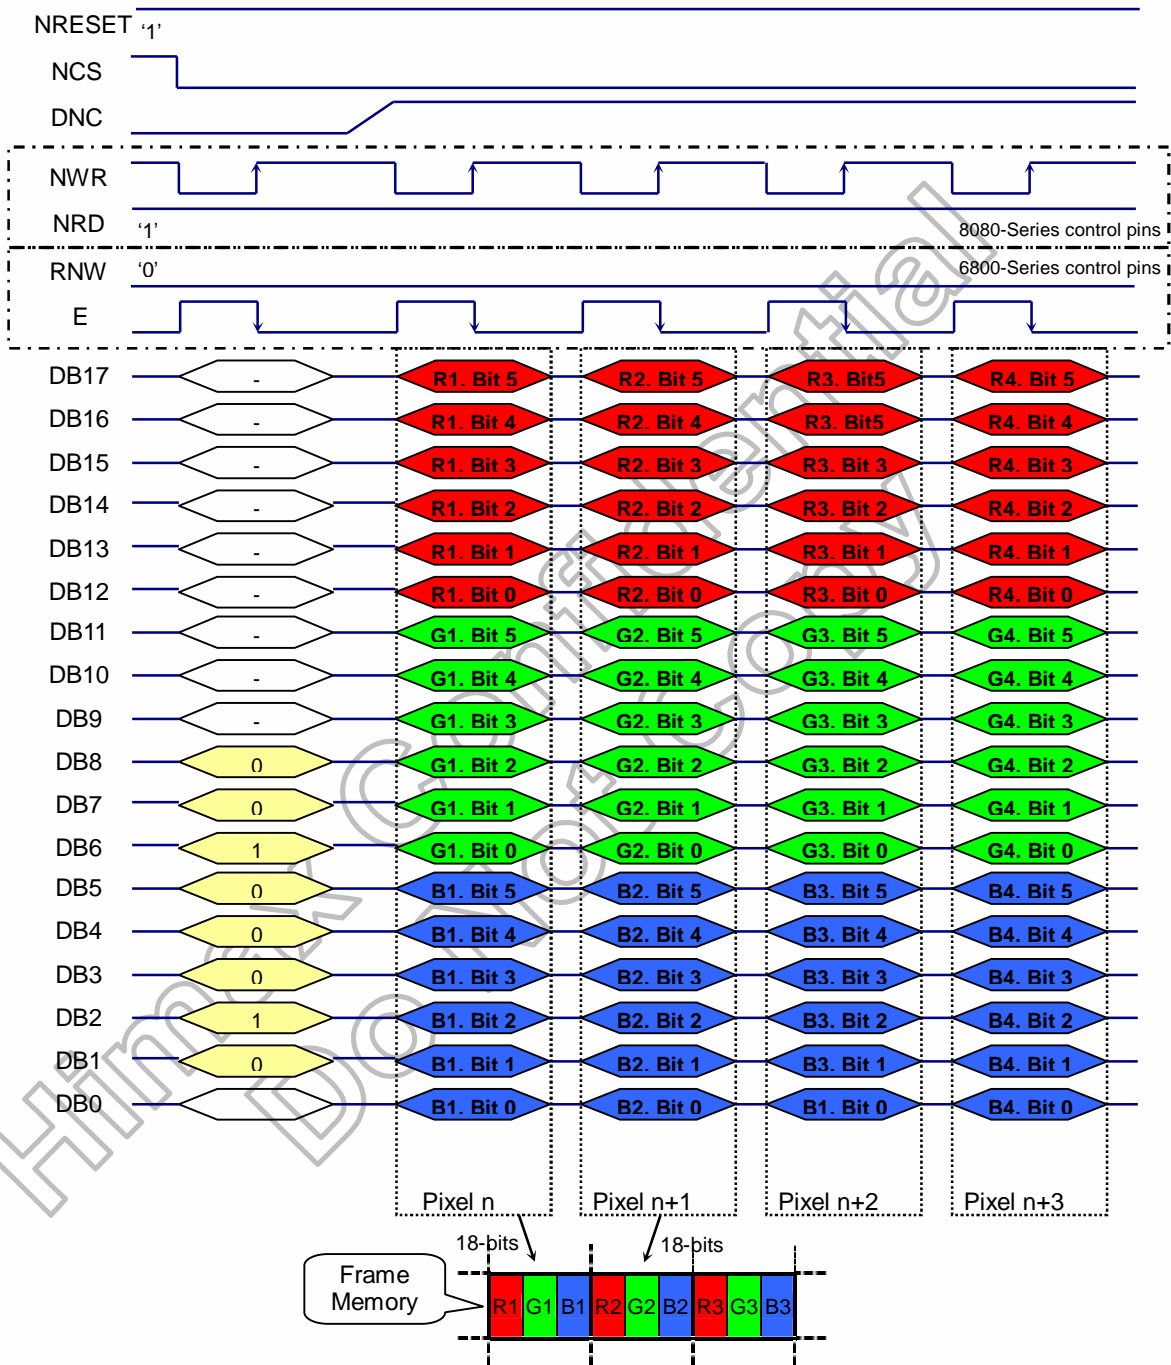 NRESET '1'
NCS
DNC
NWR
NRD '1' 8080-Series control pins
RNW '0' 6800-Series control pins
E
DB17 - R1. Bit 5 R2. Bit 5 R3. Bit5 R4. Bit 5
DB16 - R1. Bit 4 R2. Bit 4 R3. Bit5 R4. Bit 4
DB15 - R1. Bit 3 R2. Bit 3 R3. Bit 3 R4. Bit 3
DB14 - R1. Bit 2 R2. Bit 2 R3. Bit 2 R4. Bit 2
DB13 - R1. Bit 1 R2. Bit 1 R3. Bit 1 R4. Bit 1
DB12 - R1. Bit 0 R2. Bit 0 R3. Bit 0 R4. Bit 0
DB11 - G1. Bit 5 G2. Bit 5 G3. Bit 5 G4. Bit 5
DB10 - G1. Bit 4 G2. Bit 4 G3. Bit 4 G4. Bit 4
DB9 - G1. Bit 3 G2. Bit 3 G3. Bit 3 G4. Bit 3
DB8 0 G1. Bit 2 G2. Bit 2 G3. Bit 2 G4. Bit 2
DB7 0 G1. Bit 1 G2. Bit 1 G3. Bit 1 G4. Bit 1
DB6 1 G1. Bit 0 G2. Bit 0 G3. Bit 0 G4. Bit 0
DB5 0 B1. Bit 5 B2. Bit 5 B3. Bit 5 B4. Bit 5
DB4 0 B1. Bit 4 B2. Bit 4 B3. Bit 4 B4. Bit 4
DB3 0 B1. Bit 3 B2. Bit 3 B3. Bit 3 B4. Bit 3
DB2 1 B1. Bit 2 B2. Bit 2 B3. Bit 2 B4. Bit 2
DB1 0 B1. Bit 1 B2. Bit 1 B3. Bit 1 B4. Bit 1
DB0 B1. Bit 0 B2. Bit 0 B1. Bit 0 B4. Bit 0
Pixel n Pixel n+1 Pixel n+2 Pixel n+3
18-bits 18-bits
Frame
Memory
R1 G1 B1 R2 G2 B2 R3 G3 B3
Himax Confidential
Do Not Copy